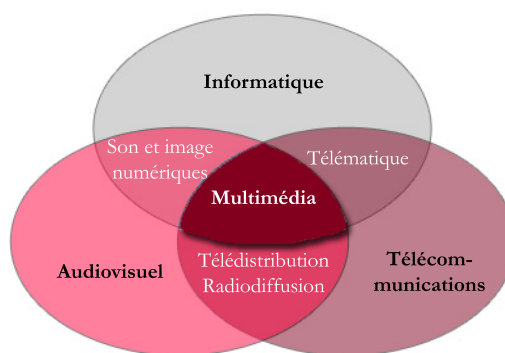 Informatique
Son et image
numériques
Télématique
Multimédia
Audiovisuel
Télédistribution
Radiodiffusion
Télécom-
munications